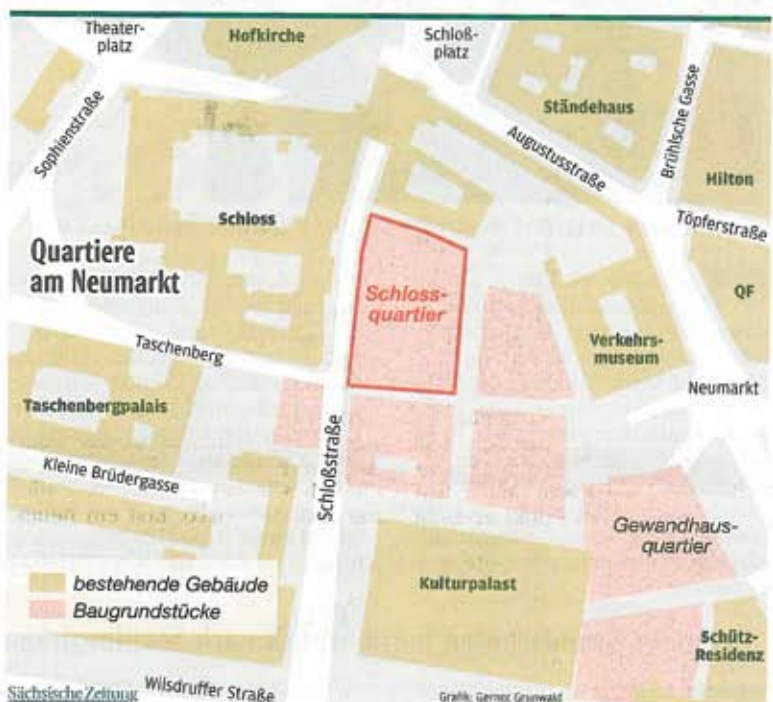 Theater-
platz
Hofkirche
Schloß-
platz
Ständehaus
Brühlsche Gasse
Sophienstraße
Augustusstraße
Hilton
Schloss
Töpferstraße
Quartiere
am Neumarkt
Schloss-
quartier
QF
Taschenberg
Verkehrs-
museum
Neumarkt
Taschenbergpalais
Schloßstraße
Kleine Brüdergasse
Gewandhaus-
quartier
bestehende Gebäude
Kulturpalast
Baugrundstücke
Schütz-
Residenz
Sächsische Zeitung
Wilsdruffer Straße
Grafik: Gernot Grunwald